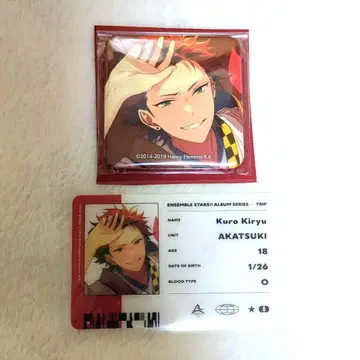 ©2014-2019 Happy Elements K.K
ENSEMBLE STARS!! ALBUM SERIES -- TRIP
NAME Kuro Kiryu
UNIT AKATSUKI
AGE 18
DATE OF BIRTH 1/26
BLOOD TYPE O